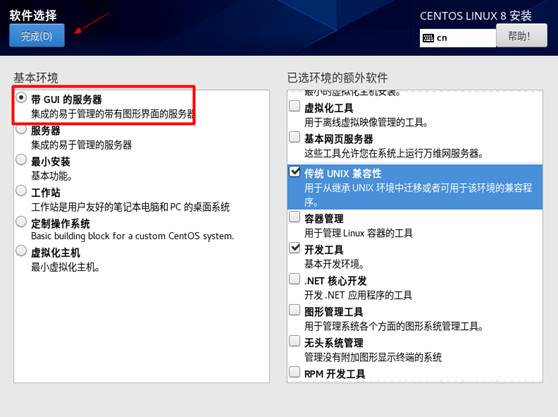 软件选择
CENTOS LINUX 8 安装
完成(D)
cn
帮助!
基本环境
已选环境的额外软件
带 GUI 的服务器
集成的易于管理的带有图形界面的服务器
服务器
集成的易于管理的服务器
最小安装
基本功能。
工作站
工作站是用户友好的笔记本电脑和 PC 的桌面系统
定制操作系统
Basic building block for a custom CentOS system.
虚拟化主机
最小虚拟化主机。
最小的虚拟化主机安装。
虚拟化工具
用于离线虚拟映像管理的工具。
基本网页服务器
这些工具允许您在系统上运行万维网服务器。
传统 UNIX 兼容性
用于从继承 UNIX 环境中迁移或者可用于该环境的兼容程
序。
容器管理
用于管理 Linux 容器的工具
开发工具
基本开发环境。
.NET 核心开发
开发 .NET 应用程序的工具
图形管理工具
用于管理系统各个方面的图形系统管理工具。
无头系统管理
管理没有附加图形显示终端的系统
RPM 开发工具